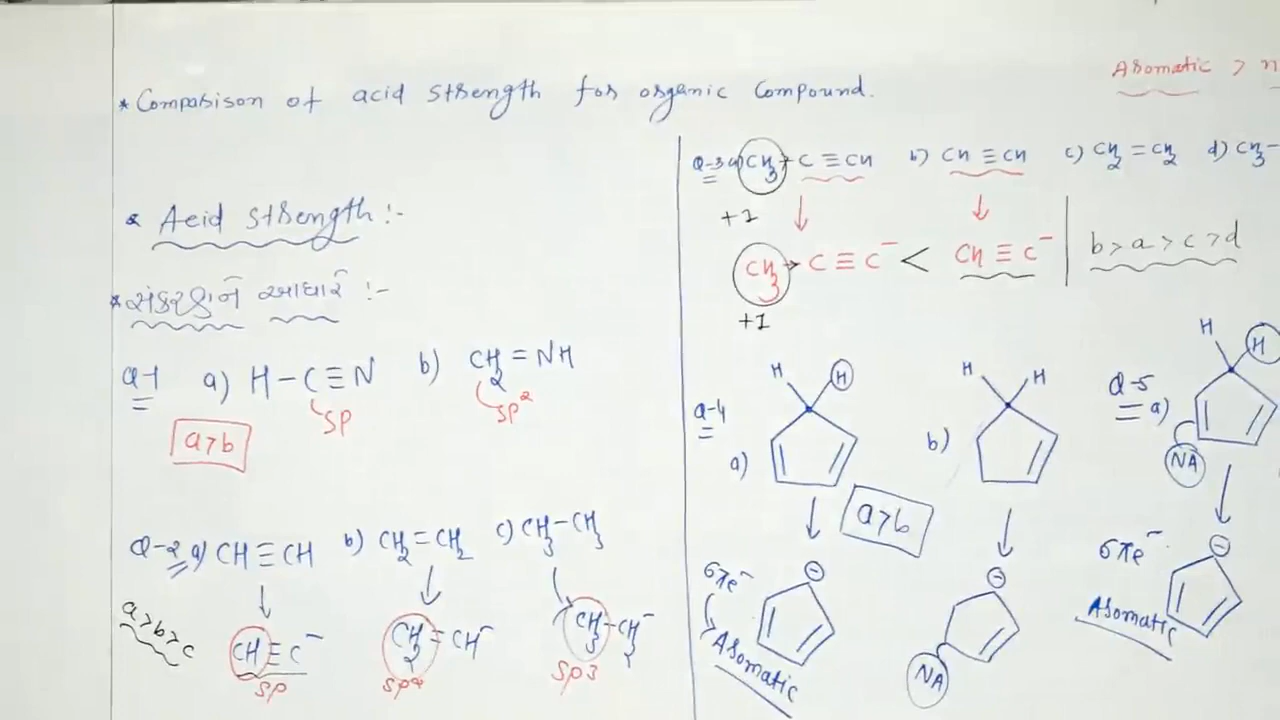 * Comparison of acid strength for organic compound.
* Acid strength :-
* સંકરણને આધારે :-
Q-1 a) H-C≡N b) CH₂=NH
sp sp²
a>b
Q-2 a) CH≡CH b) CH₂=CH₂ c) CH₃-CH₃
a>b>c
CH≡C⁻ CH₂=CH⁻ CH₃-CH₂⁻
sp sp² sp3
Aromatic > n
Q-3 a) CH₃→C≡CH b) CH≡CH c) CH₂=CH₂ d) CH₃-
+I
CH₃→C≡C⁻ < CH≡C⁻ b>a>c>d
+I
Q-4
a) H H
b) H H
a>b
6πe⁻
Aromatic
⊖
⊖
NA
Q-5 a) H H
NA
6πe⁻ ⊖
Aromatic